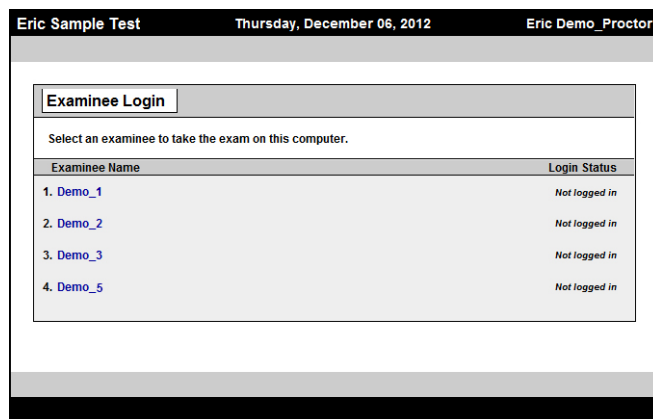 Eric Sample Test Thursday, December 06, 2012 Eric Demo_Proctor
Examinee Login
Select an examinee to take the exam on this computer.
Examinee Name Login Status
1. Demo_1 Not logged in
2. Demo_2 Not logged in
3. Demo_3 Not logged in
4. Demo_5 Not logged in